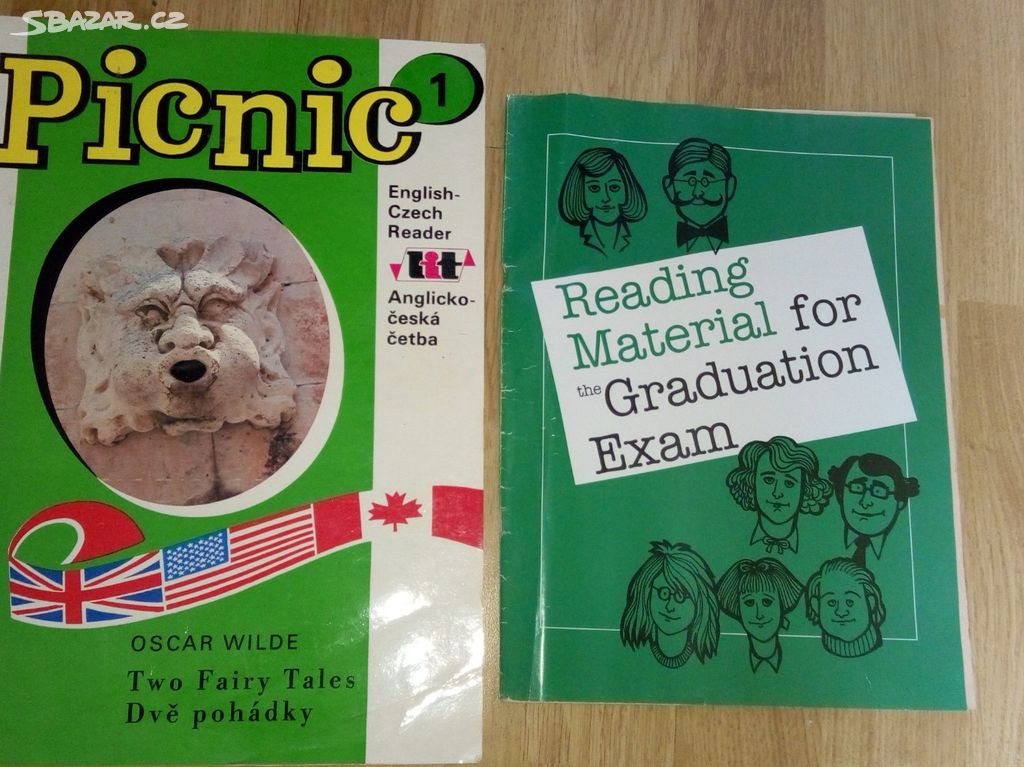 SBAZAR.CZ
Picnic 1
English-
Czech
Reader
lit
Anglicko-
česká
četba
OSCAR WILDE
Two Fairy Tales
Dvě pohádky
Reading
Material for
the Graduation
Exam